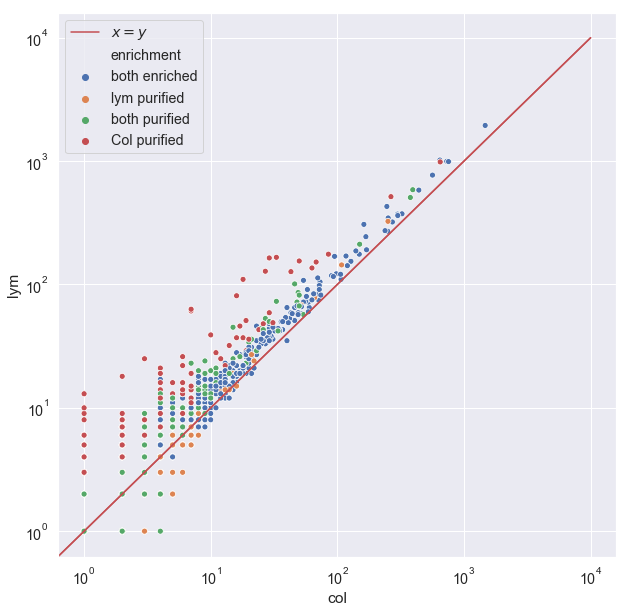 x = y
enrichment
both enriched
lym purified
both purified
Col purified
10⁴
10³
10²
10¹
10⁰
lym
10⁰ 10¹ 10² 10³ 10⁴
col